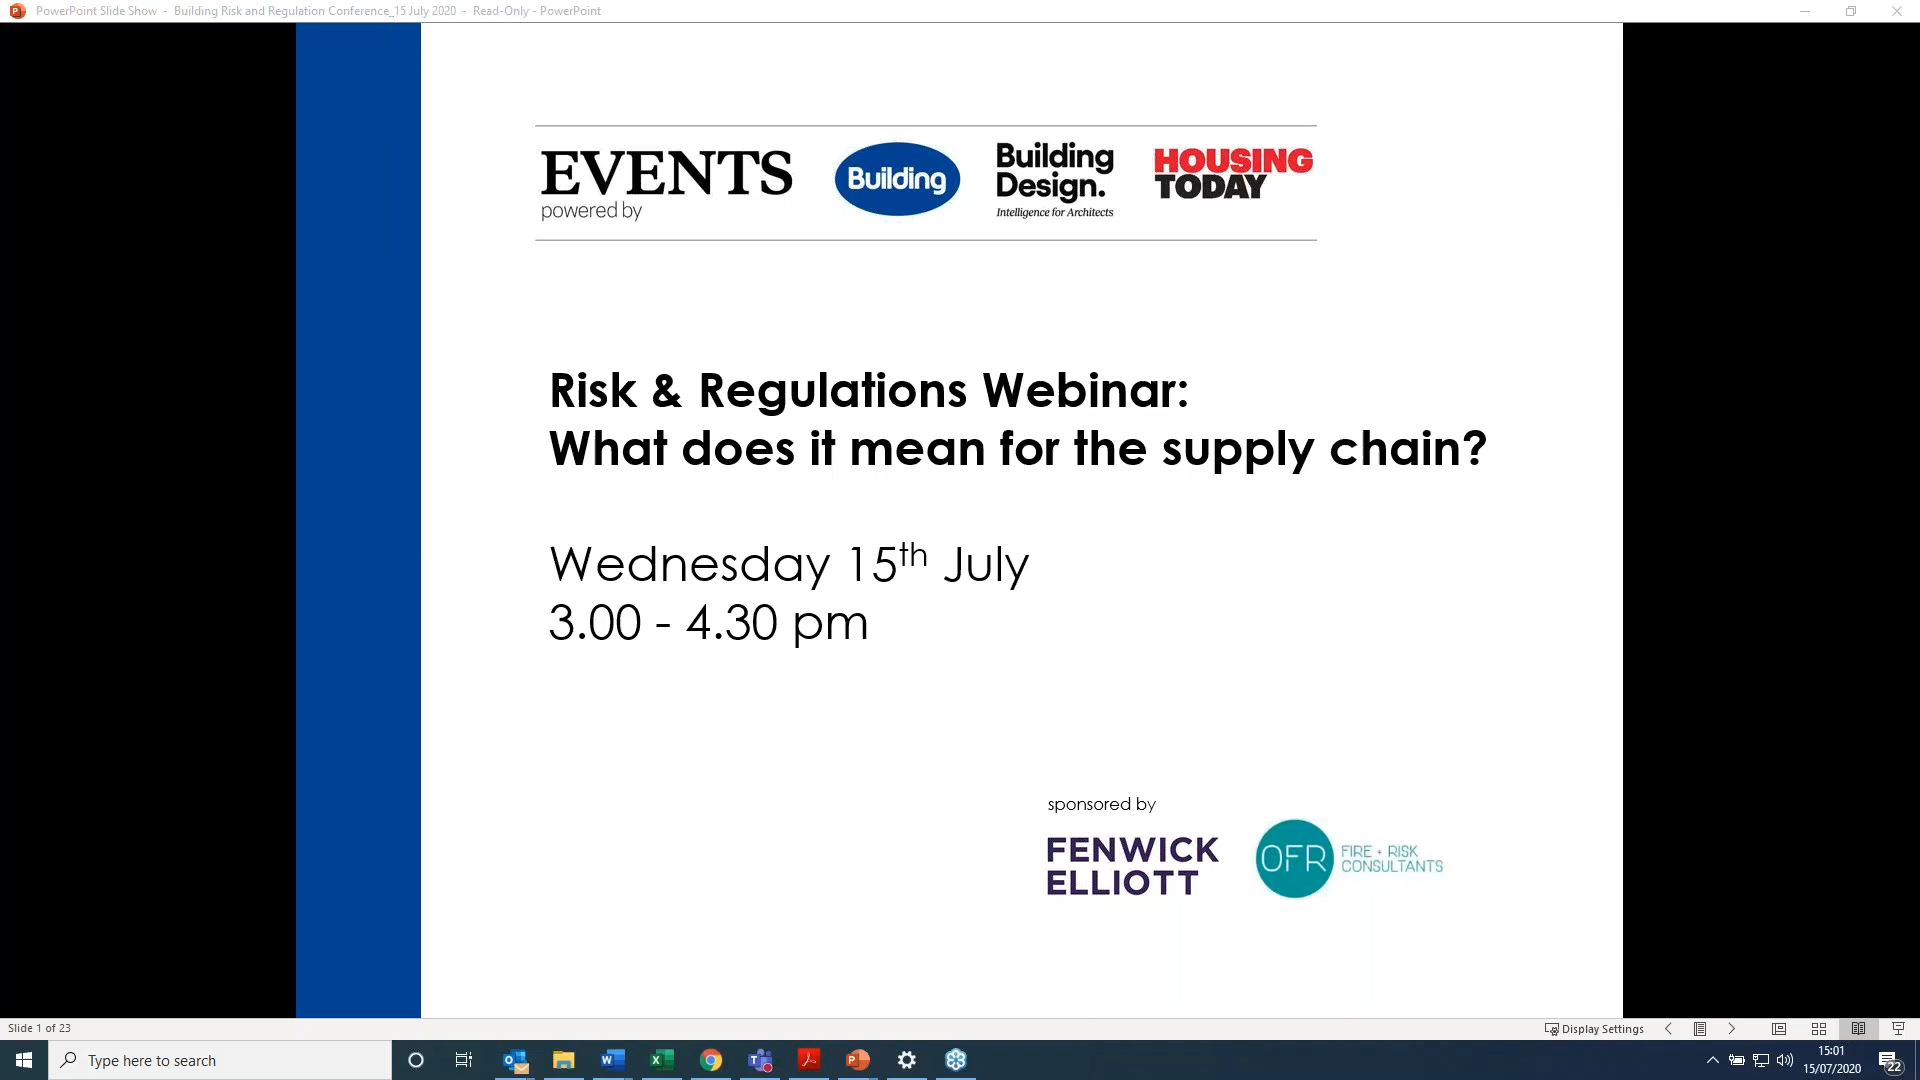 PowerPoint Slide Show - Building Risk and Regulation Conference_15 July 2020 - Read-Only - PowerPoint
EVENTS
powered by
Building
Building
Design.
Intelligence for Architects
HOUSING
TODAY
Risk & Regulations Webinar:
What does it mean for the supply chain?
Wednesday 15th July
3.00 - 4.30 pm
sponsored by
FENWICK
ELLIOTT
OFR
FIRE + RISK
CONSULTANTS
Slide 1 of 23
Display Settings
Type here to search
15:01
15/07/2020
22